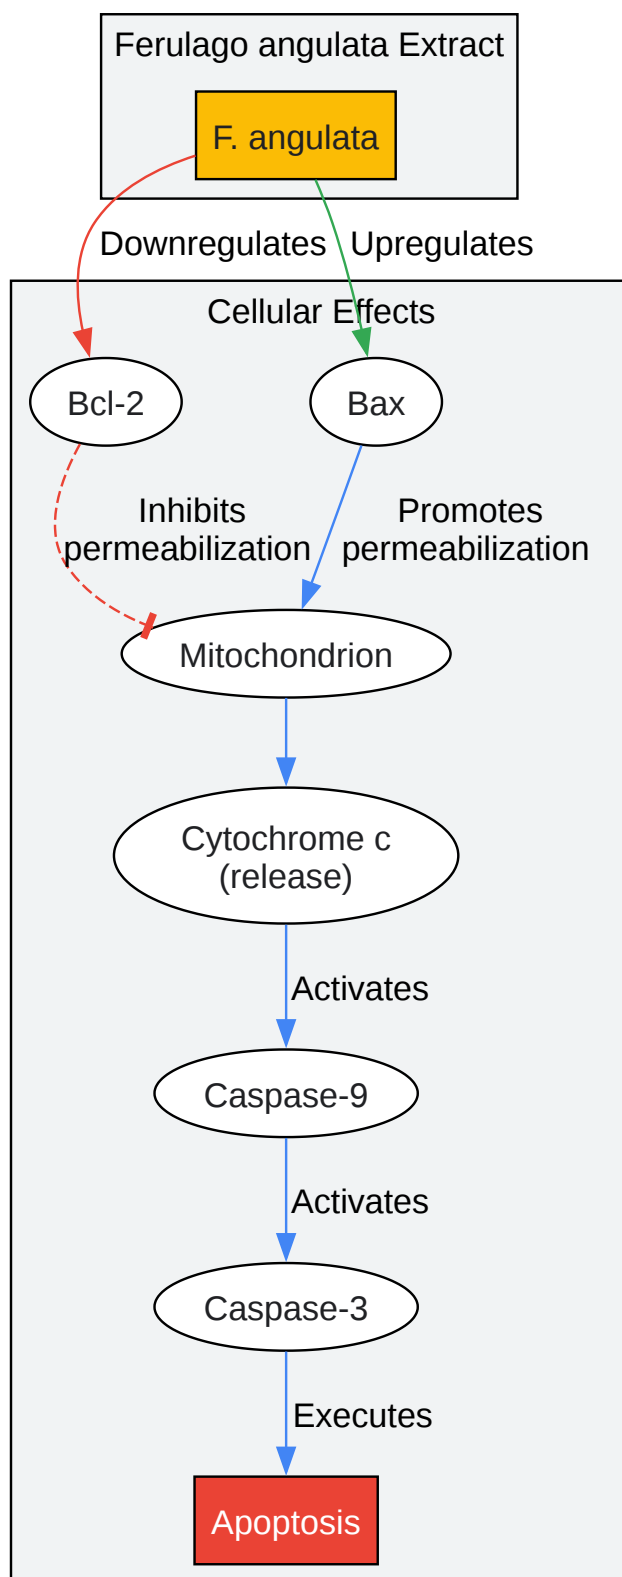 Ferulago angulata Extract
F. angulata
Downregulates
Upregulates
Cellular Effects
Bcl-2
Bax
Inhibits
permeabilization
Promotes
permeabilization
Mitochondrion
Cytochrome c
(release)
Activates
Caspase-9
Activates
Caspase-3
Executes
Apoptosis